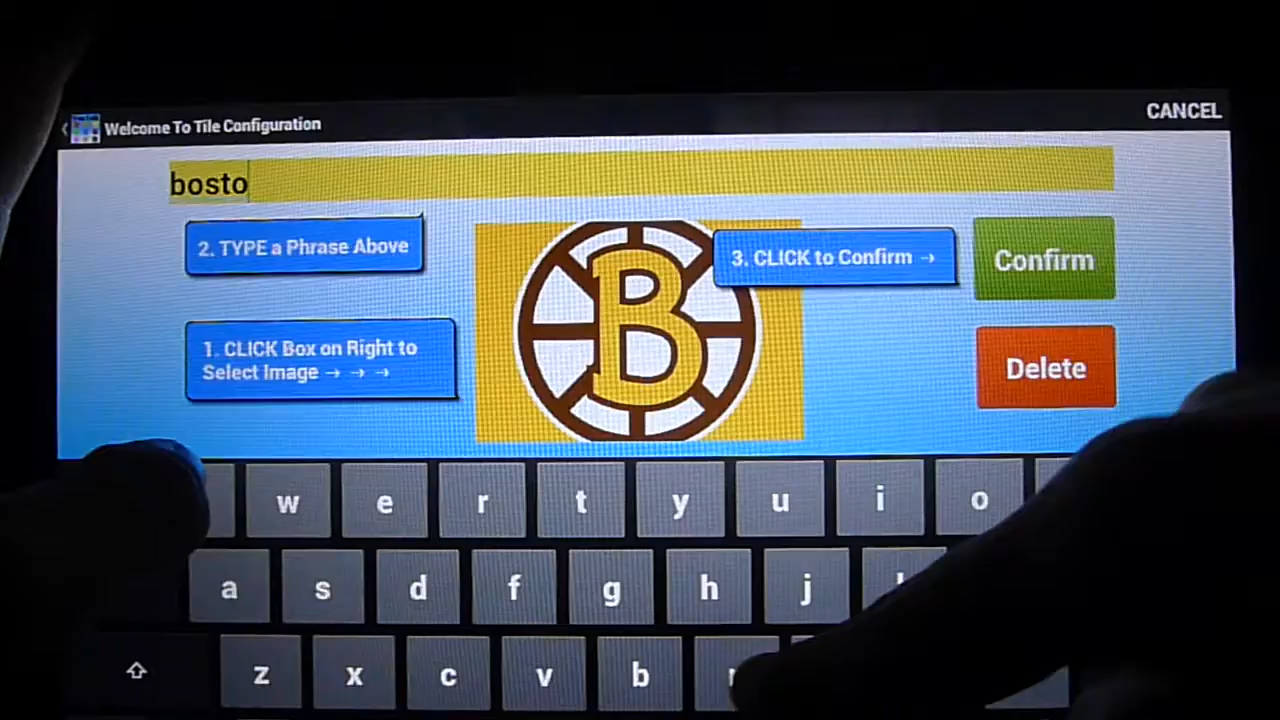 Welcome To Tile Configuration
CANCEL
bosto
2. TYPE a Phrase Above
3. CLICK to Confirm →
Confirm
1. CLICK Box on Right to
Select Image → → →
B
Delete
w e r t y u i o
a s d f g h j
z x c v b